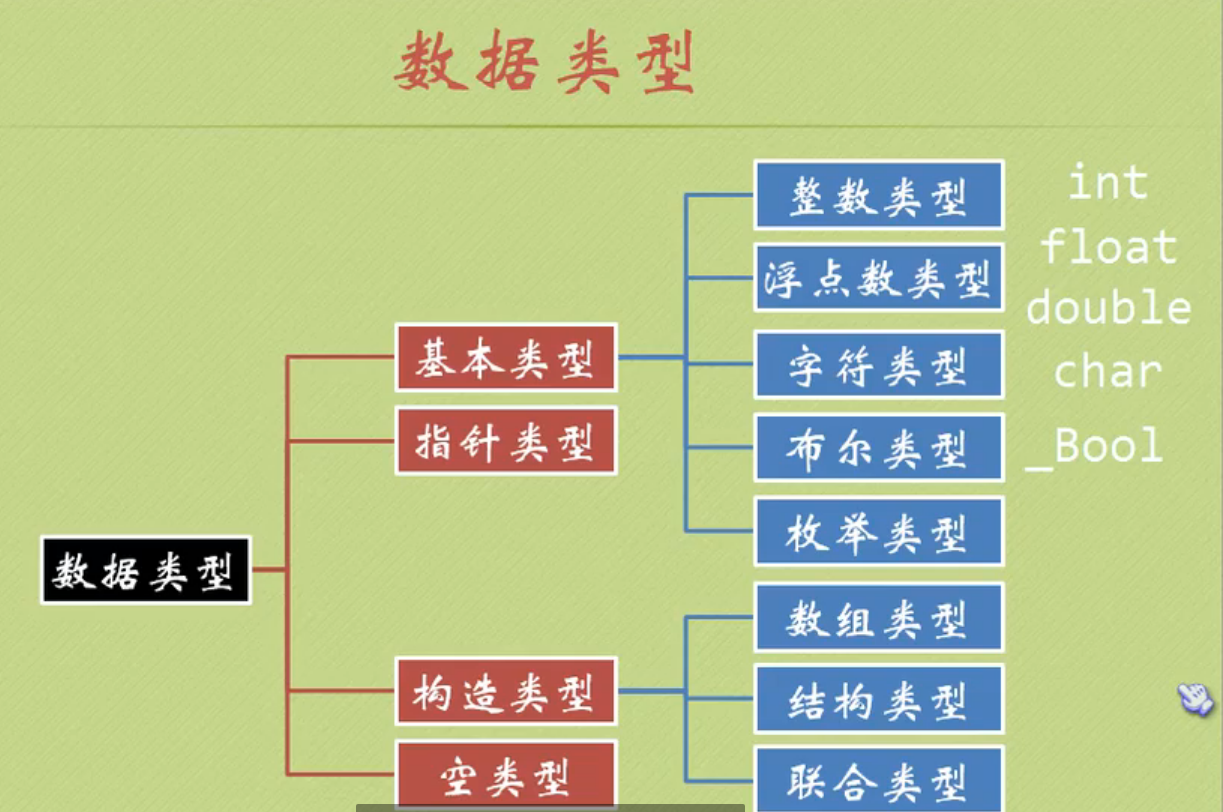 数据类型
整数类型 int
浮点数类型 float
double
字符类型 char
布尔类型 _Bool
枚举类型
基本类型
指针类型
数据类型
构造类型
空类型
数组类型
结构类型
联合类型